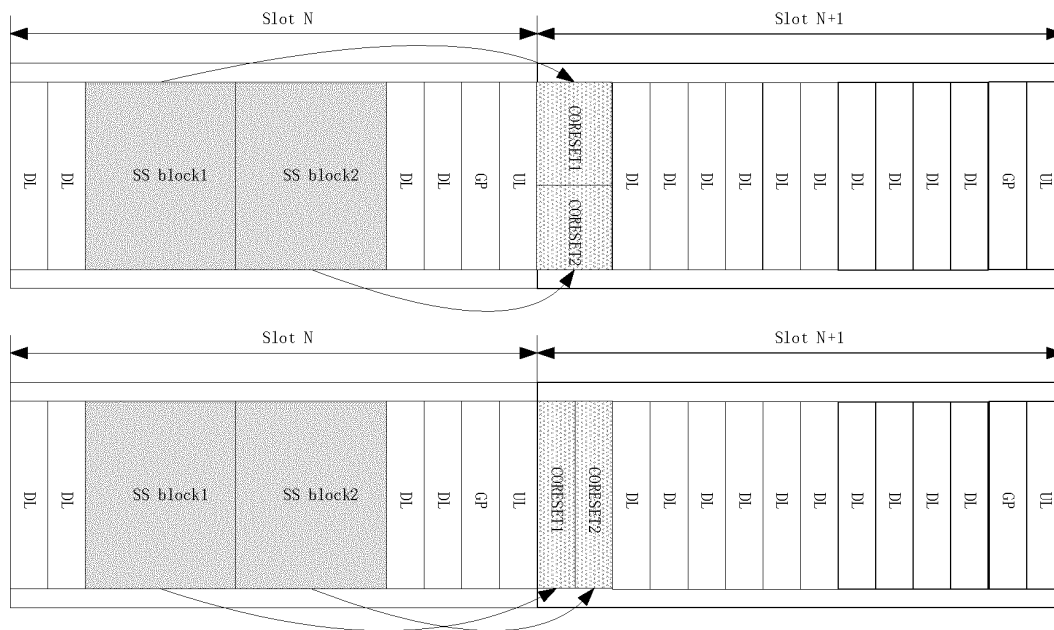 Slot N
Slot N+1
DL
DL
SS block1
SS block2
DL
DL
GP
UL
CORESET1
CORESET2
DL
DL
DL
DL
DL
DL
DL
DL
DL
DL
GP
UL
Slot N
Slot N+1
DL
DL
SS block1
SS block2
DL
DL
GP
UL
CORESET1
CORESET2
DL
DL
DL
DL
DL
DL
DL
DL
DL
DL
GP
UL